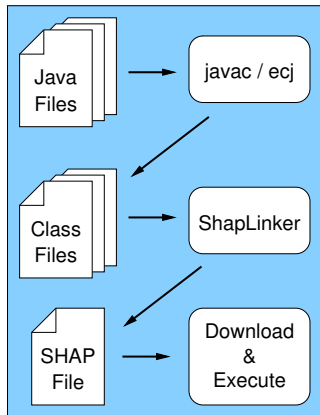 Java
Files
javac / ecj
Class
Files
ShapLinker
SHAP
File
Download
&
Execute